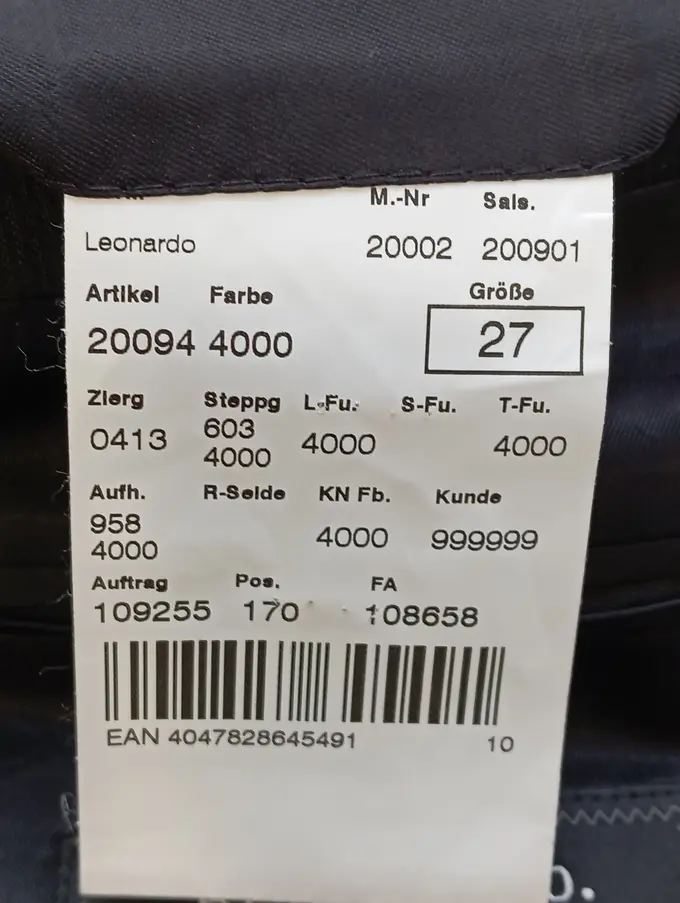 M.-Nr Sais.
Leonardo 20002 200901
Artikel Farbe Größe
20094 4000 27
Zierg Steppg L-Fu. S-Fu. T-Fu.
0413 603 4000 4000
4000
Aufh. R-Seide KN Fb. Kunde
958 4000 999999
4000
Auftrag Pos. FA
109255 170 108658
EAN 4047828645491 10